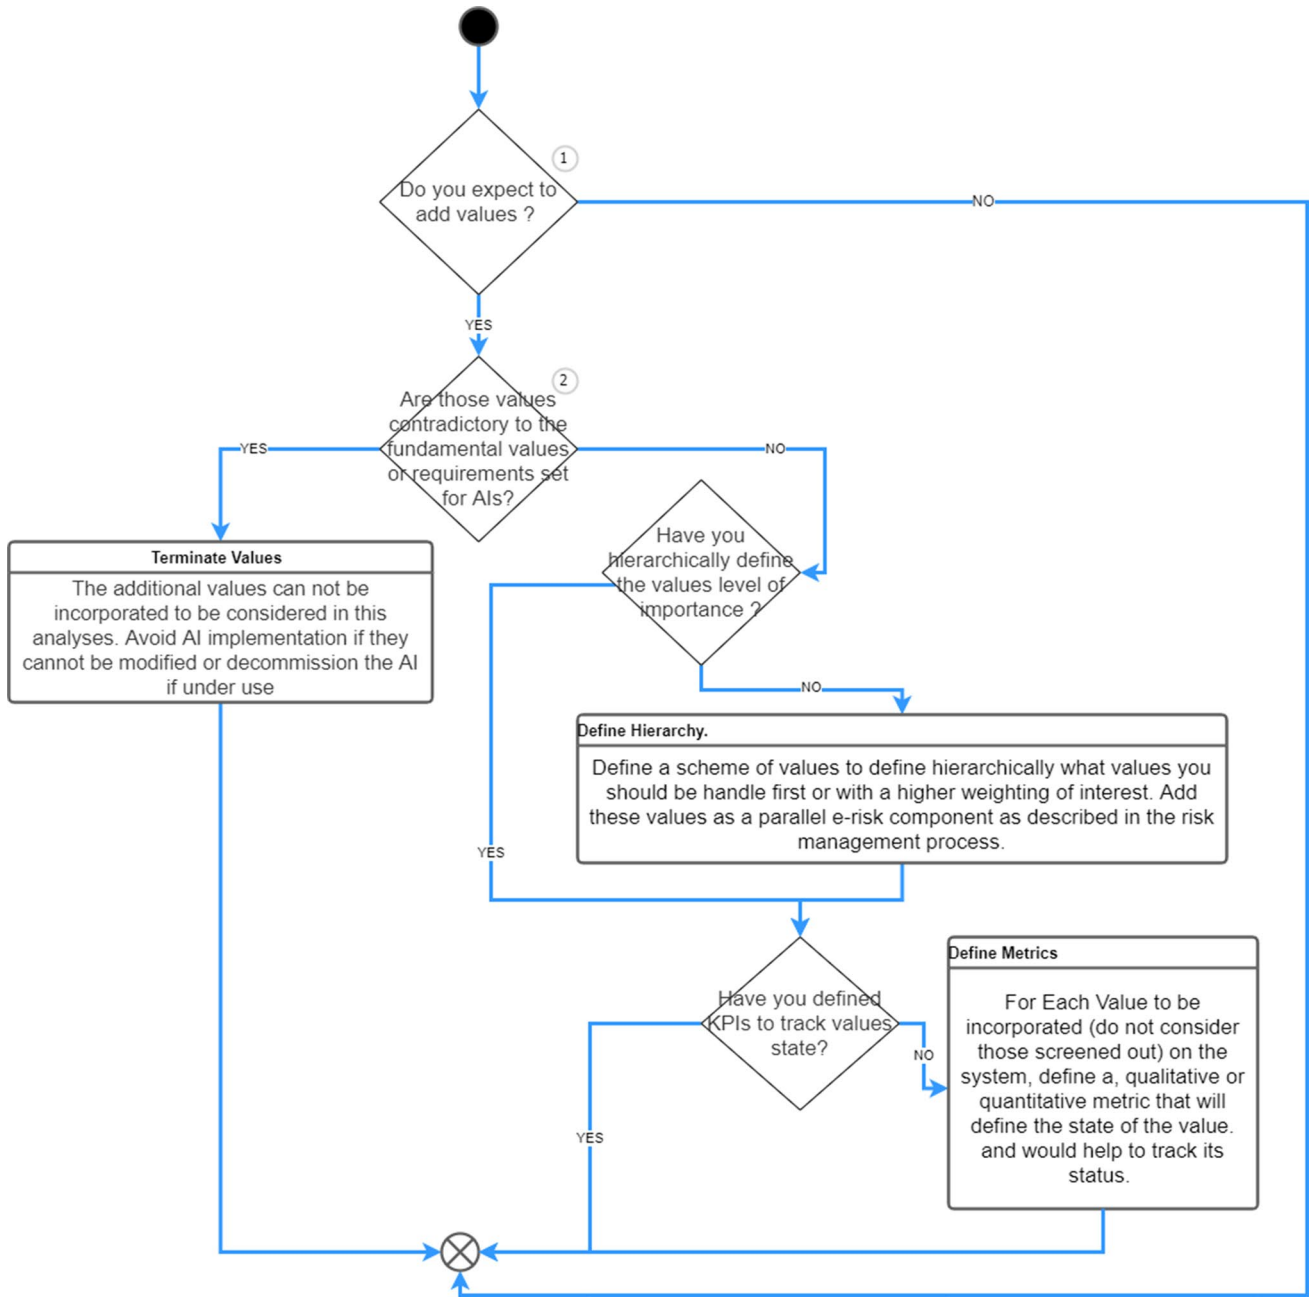 1
Do you expect to
add values ?
NO
YES
2
Are those values
contradictory to the
fundamental values
or requirements set
for AIs?
YES
NO
Terminate Values
The additional values can not be
incorporated to be considered in this
analyses. Avoid AI implementation if they
cannot be modified or decommission the AI
if under use
Have you
hierarchically define
the values level of
importance ?
NO
Define Hierarchy.
Define a scheme of values to define hierarchically what values you
should be handle first or with a higher weighting of interest. Add
these values as a parallel e-risk component as described in the risk
management process.
YES
Have you defined
KPIs to track values
state?
NO
YES
Define Metrics
For Each Value to be
incorporated (do not consider
those screened out) on the
system, define a, qualitative or
quantitative metric that will
define the state of the value.
and would help to track its
status.